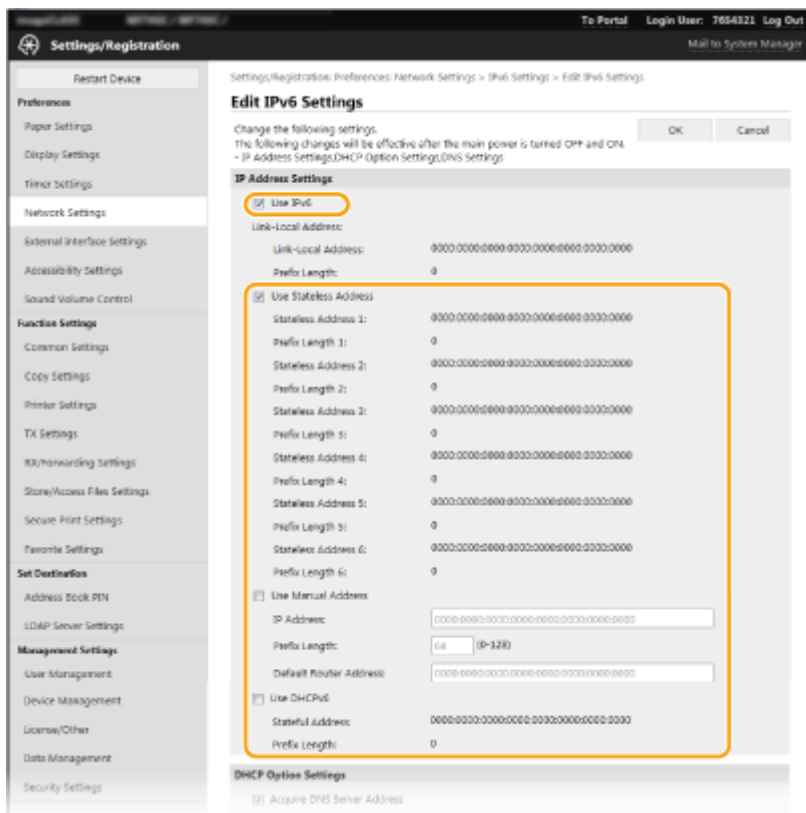 To Portal Login User: 7654321 Log Out
Settings/Registration
Mail to System Manager
Restart Device
Preferences
Paper Settings
Display Settings
Timer Settings
Network Settings
External Interface Settings
Accessibility Settings
Sound Volume Control
Function Settings
Common Settings
Copy Settings
Printer Settings
TX Settings
RX/Forwarding Settings
Store/Access Files Settings
Secure Print Settings
Favorite Settings
Set Destination
Address Book PIN
LDAP Server Settings
Management Settings
User Management
Device Management
License/Other
Data Management
Security Settings
Settings/Registration: Preferences: Network Settings > IPv6 Settings > Edit IPv6 Settings
Edit IPv6 Settings
Change the following settings.
The following changes will be effective after the main power is turned OFF and ON.
- IP Address Settings,DHCP Option Settings,DNS Settings
OK Cancel
IP Address Settings
Use IPv6
Link-Local Address:
Link-Local Address: 0000:0000:0000:0000:0000:0000:0000:0000
Prefix Length: 0
Use Stateless Address
Stateless Address 1: 0000:0000:0000:0000:0000:0000:0000:0000
Prefix Length 1: 0
Stateless Address 2: 0000:0000:0000:0000:0000:0000:0000:0000
Prefix Length 2: 0
Stateless Address 3: 0000:0000:0000:0000:0000:0000:0000:0000
Prefix Length 3: 0
Stateless Address 4: 0000:0000:0000:0000:0000:0000:0000:0000
Prefix Length 4: 0
Stateless Address 5: 0000:0000:0000:0000:0000:0000:0000:0000
Prefix Length 5: 0
Stateless Address 6: 0000:0000:0000:0000:0000:0000:0000:0000
Prefix Length 6: 0
Use Manual Address
IP Address: 0000:0000:0000:0000:0000:0000:0000:0000
Prefix Length: 64 (0-128)
Default Router Address: 0000:0000:0000:0000:0000:0000:0000:0000
Use DHCPv6
Stateful Address: 0000:0000:0000:0000:0000:0000:0000:0000
Prefix Length: 0
DHCP Option Settings
Acquire DNS Server Address